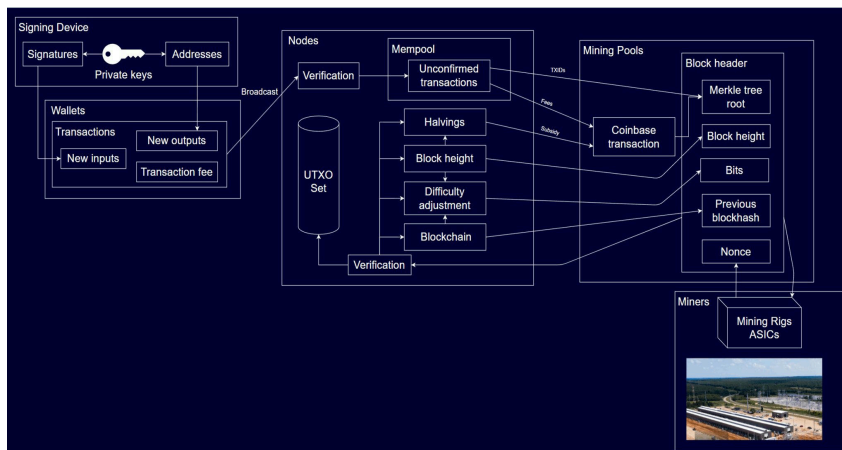 Signing Device
Signatures
Private keys
Addresses
Wallets
Transactions
New inputs
New outputs
Transaction fee
Broadcast
Nodes
Verification
Mempool
Unconfirmed
transactions
UTXO
Set
Halvings
Block height
Difficulty
adjustment
Blockchain
Verification
TXIDs
Fees
Subsidy
Mining Pools
Coinbase
transaction
Block header
Merkle tree
root
Block height
Bits
Previous
blockhash
Nonce
Miners
Mining Rigs
ASICs